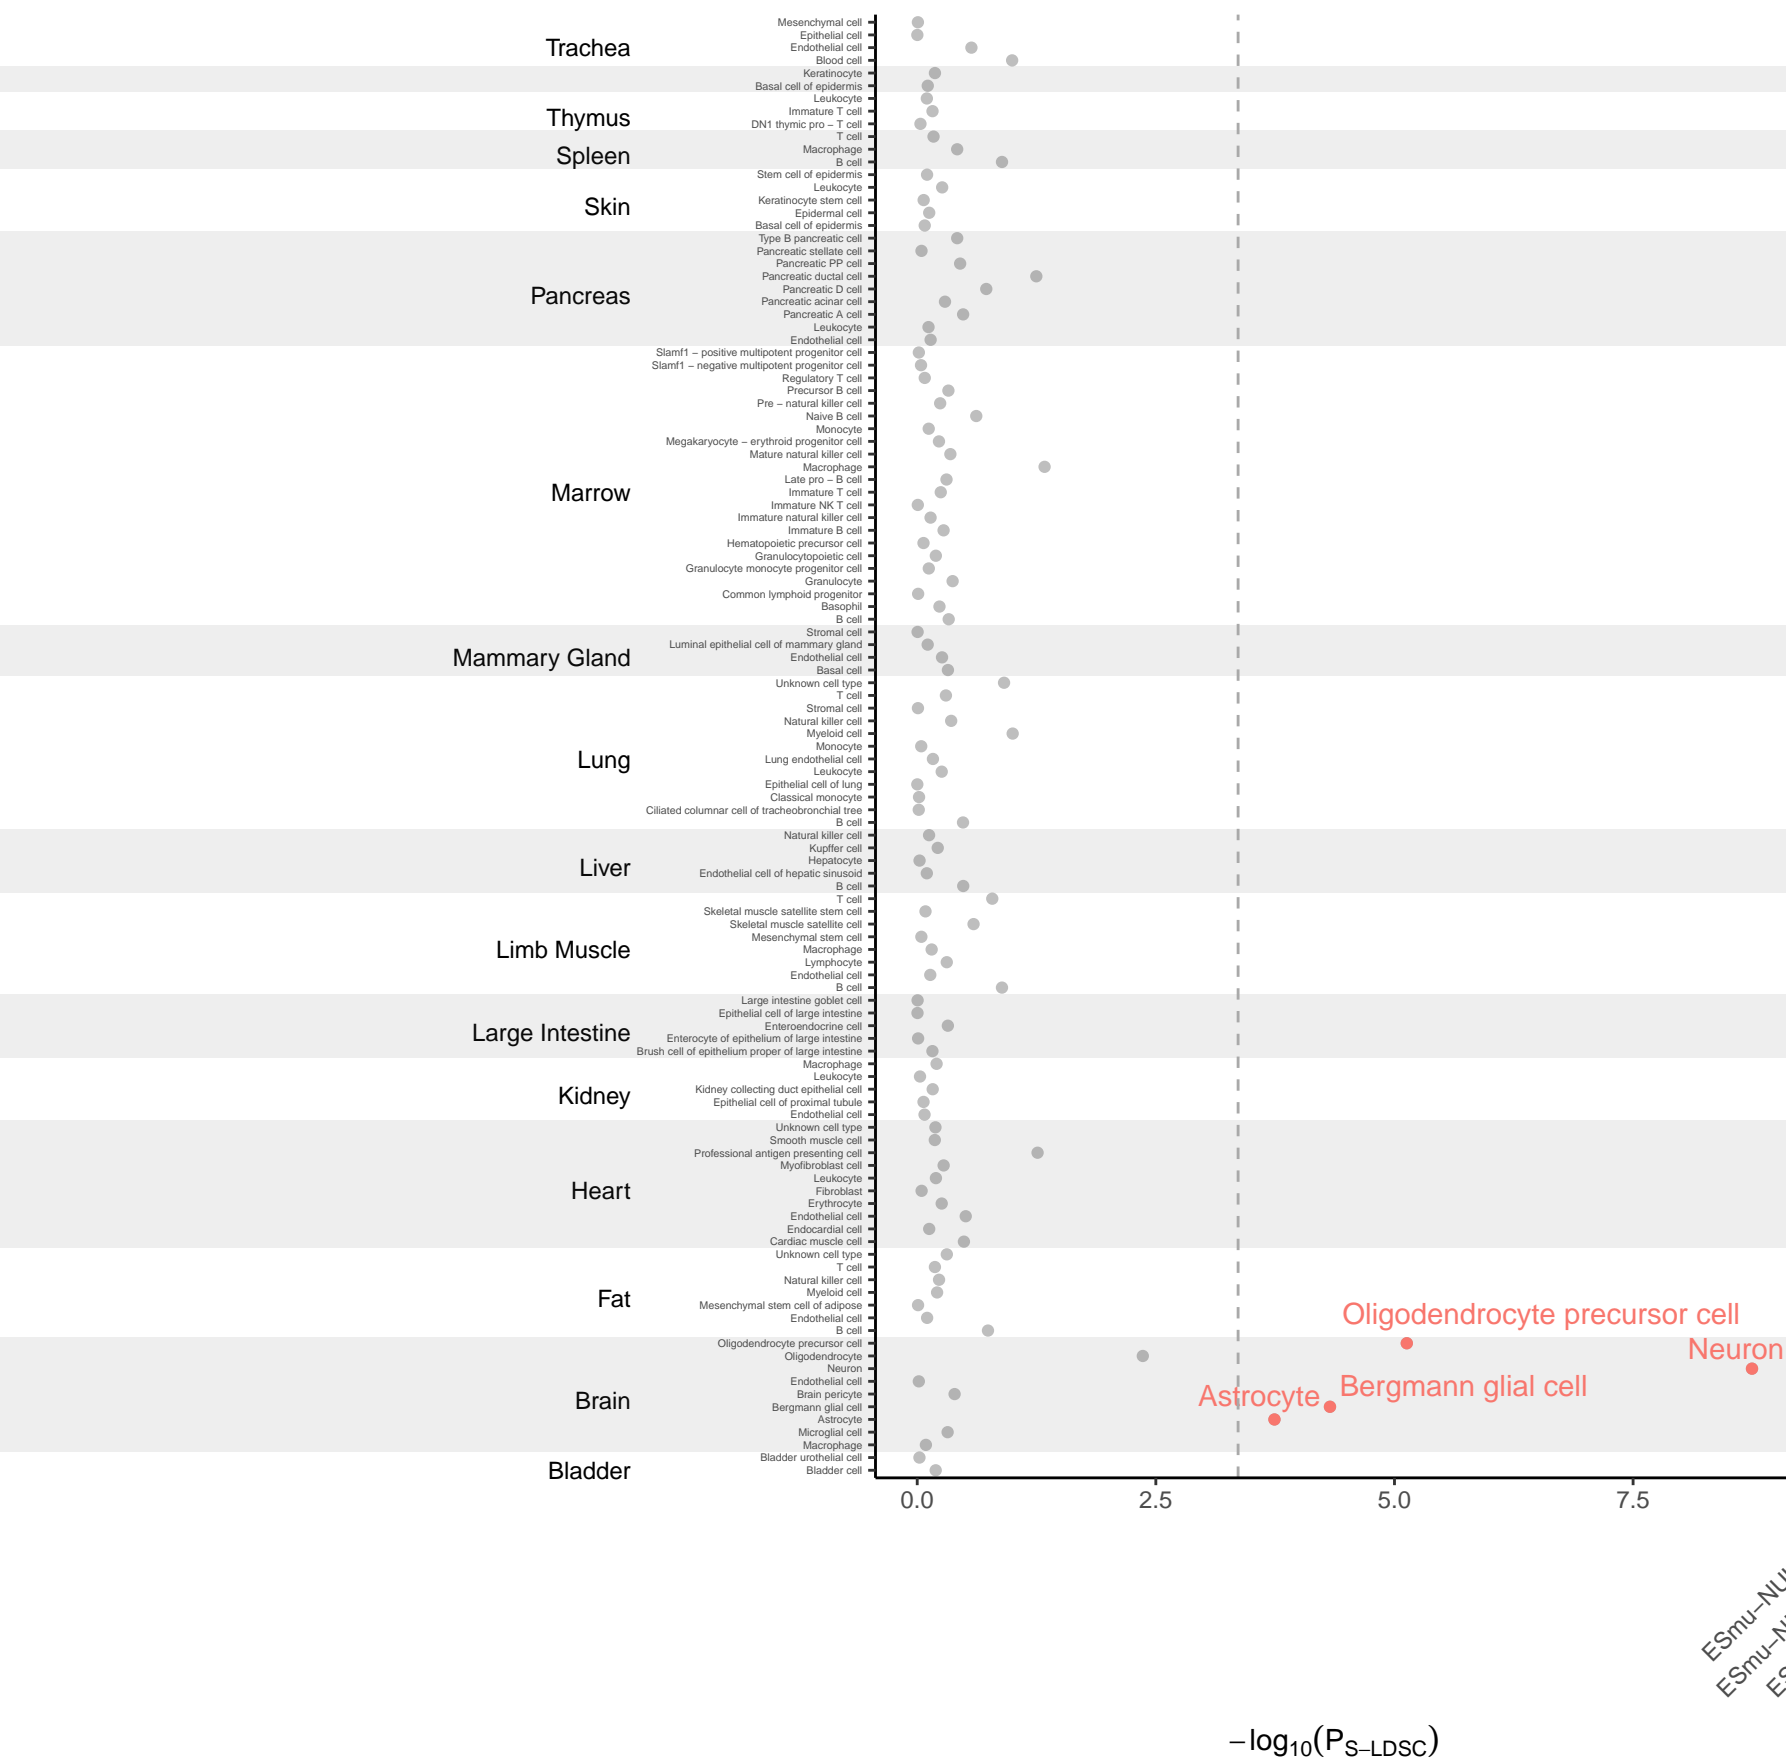 Mesenchymal cell
Epithelial cell
Trachea
Endothelial cell
Blood cell
Keratinocyte
Basal cell of epidermis
Leukocyte
Immature T cell
Thymus
DN1 thymic pro – T cell
T cell
Macrophage
Spleen
B cell
Stem cell of epidermis
Leukocyte
Keratinocyte stem cell
Skin
Epidermal cell
Basal cell of epidermis
Type B pancreatic cell
Pancreatic stellate cell
Pancreatic PP cell
Pancreatic ductal cell
Pancreatic D cell
Pancreas
Pancreatic acinar cell
Pancreatic A cell
Leukocyte
Endothelial cell
Slamf1 – positive multipotent progenitor cell
Slamf1 – negative multipotent progenitor cell
Regulatory T cell
Precursor B cell
Pre – natural killer cell
Naive B cell
Monocyte
Megakaryocyte – erythroid progenitor cell
Mature natural killer cell
Macrophage
Late pro – B cell
Immature T cell
Marrow
Immature NK T cell
Immature natural killer cell
Immature B cell
Hematopoietic precursor cell
Granulocytopoietic cell
Granulocyte monocyte progenitor cell
Granulocyte
Common lymphoid progenitor
Basophil
B cell
Stromal cell
Luminal epithelial cell of mammary gland
Mammary Gland
Endothelial cell
Basal cell
Unknown cell type
T cell
Stromal cell
Natural killer cell
Myeloid cell
Monocyte
Lung
Lung endothelial cell
Leukocyte
Epithelial cell of lung
Classical monocyte
Ciliated columnar cell of tracheobronchial tree
B cell
Natural killer cell
Kupffer cell
Hepatocyte
Liver
Endothelial cell of hepatic sinusoid
B cell
T cell
Skeletal muscle satellite stem cell
Skeletal muscle satellite cell
Mesenchymal stem cell
Limb Muscle
Macrophage
Lymphocyte
Endothelial cell
B cell
Large intestine goblet cell
Epithelial cell of large intestine
Enteroendocrine cell
Large Intestine
Enterocyte of epithelium of large intestine
Brush cell of epithelium proper of large intestine
Macrophage
Leukocyte
Kidney collecting duct epithelial cell
Kidney
Epithelial cell of proximal tubule
Endothelial cell
Unknown cell type
Smooth muscle cell
Professional antigen presenting cell
Myofibroblast cell
Leukocyte
Heart
Fibroblast
Erythrocyte
Endothelial cell
Endocardial cell
Cardiac muscle cell
Unknown cell type
T cell
Natural killer cell
Myeloid cell
Fat
Mesenchymal stem cell of adipose
Endothelial cell
B cell
Oligodendrocyte precursor cell
Oligodendrocyte precursor cell
Oligodendrocyte
Neuron
Neuron
Endothelial cell
Bergmann glial cell
Brain pericyte
Astrocyte
Brain
Bergmann glial cell
Astrocyte
Microglial cell
Macrophage
Bladder urothelial cell
Bladder
Bladder cell
0.0 2.5 5.0 7.5
ESmu–NU
ESmu–N
ES
–log10(PS–LDSC)